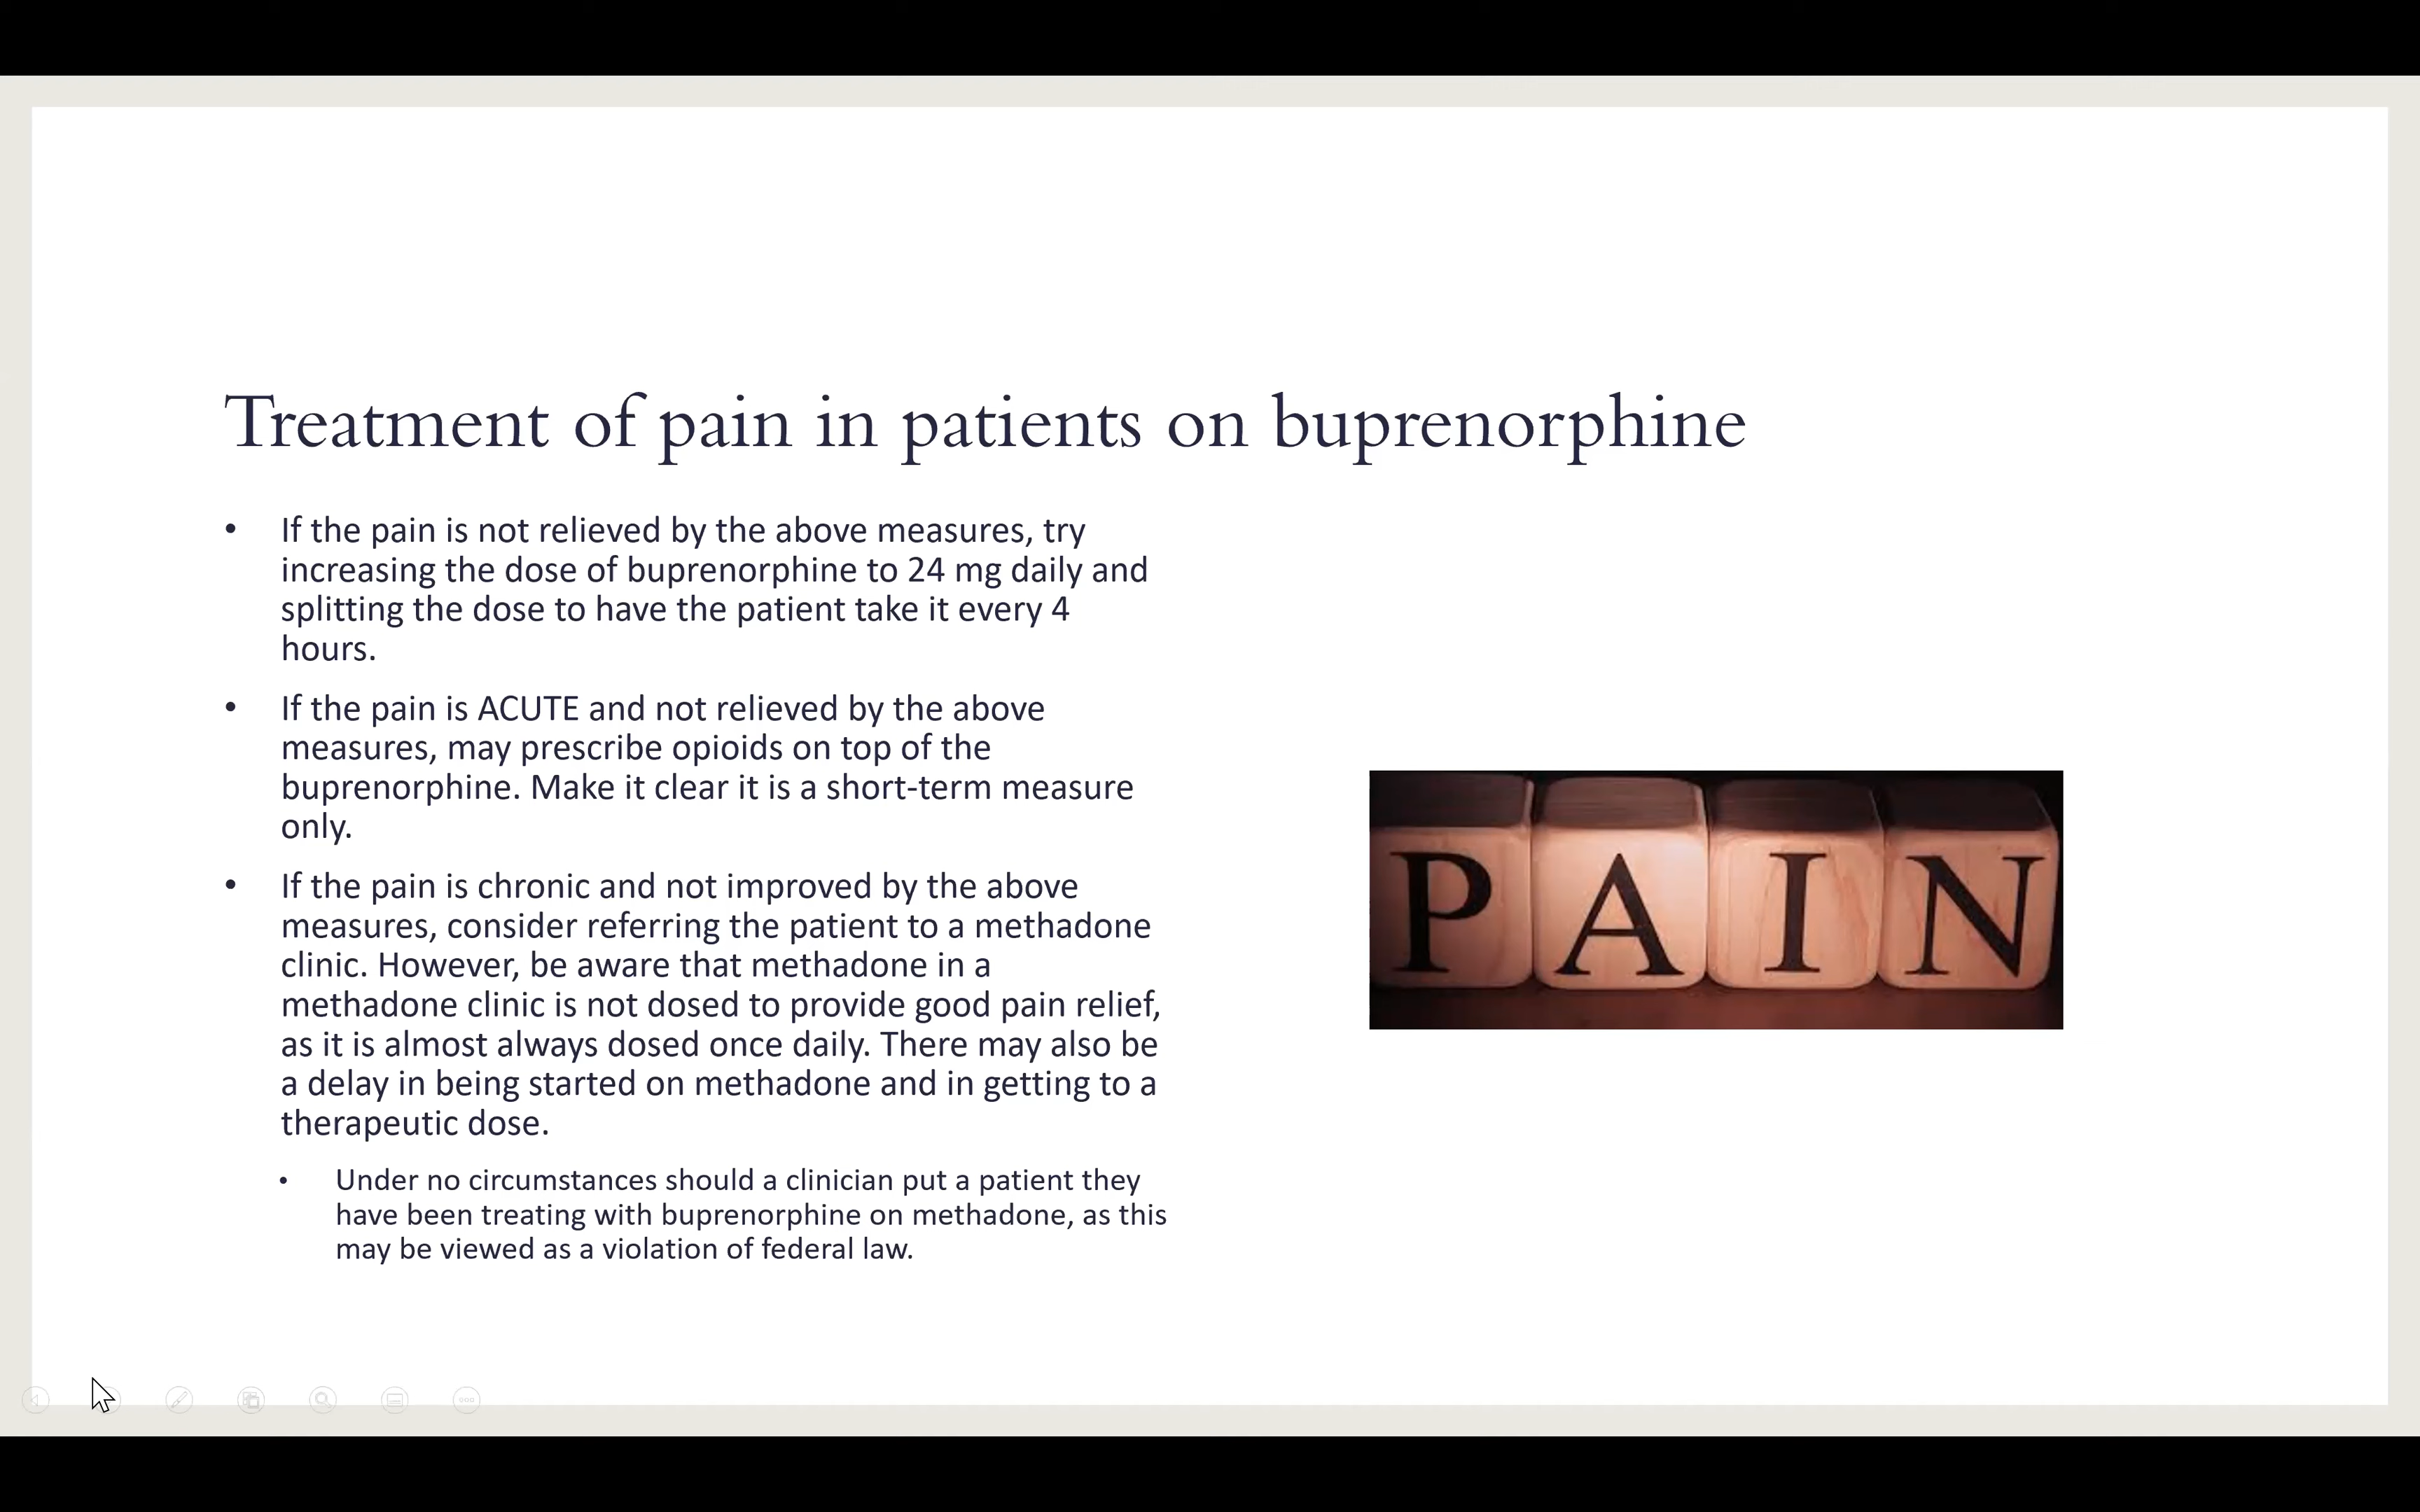 Treatment of pain in patients on buprenorphine
• If the pain is not relieved by the above measures, try
increasing the dose of buprenorphine to 24 mg daily and
splitting the dose to have the patient take it every 4
hours.
• If the pain is ACUTE and not relieved by the above
measures, may prescribe opioids on top of the
buprenorphine. Make it clear it is a short-term measure
only.
• If the pain is chronic and not improved by the above
measures, consider referring the patient to a methadone
clinic. However, be aware that methadone in a
methadone clinic is not dosed to provide good pain relief,
as it is almost always dosed once daily. There may also be
a delay in being started on methadone and in getting to a
therapeutic dose.
• Under no circumstances should a clinician put a patient they
have been treating with buprenorphine on methadone, as this
may be viewed as a violation of federal law.
PAIN